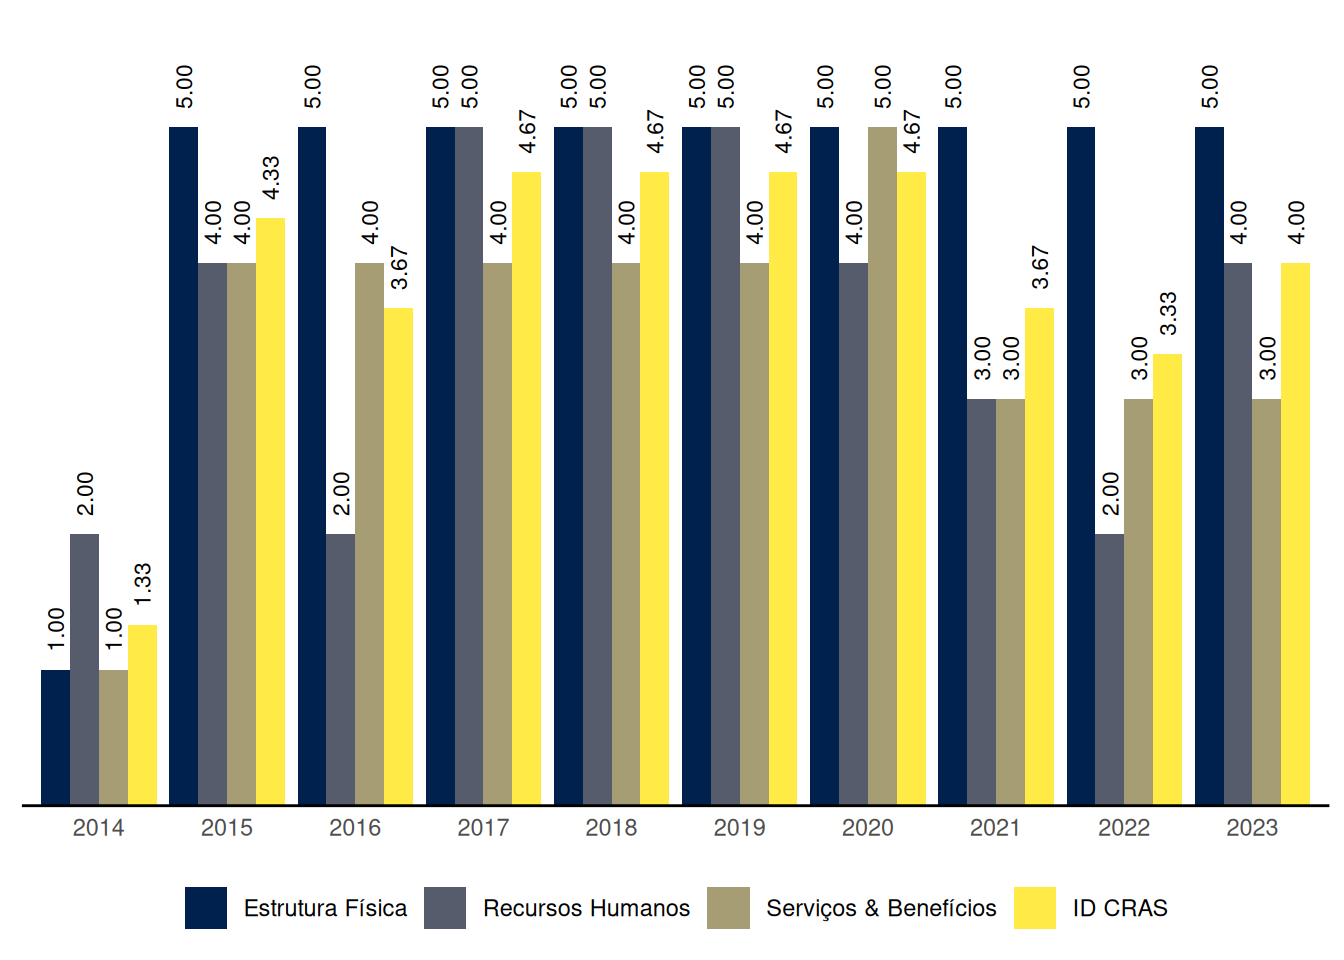 5.00 5.00 5.00 5.00 5.00 5.00 5.00 5.00 5.00 5.00 5.00 5.00 5.00
4.67 4.67 4.67 4.67
4.33
4.00 4.00 4.00 4.00 4.00 4.00 4.00 4.00 4.00
3.67 3.67
3.33
3.00 3.00 3.00 3.00
2.00 2.00 2.00
1.33
1.00 1.00
2014 2015 2016 2017 2018 2019 2020 2021 2022 2023
Estrutura Física Recursos Humanos Serviços & Benefícios ID CRAS